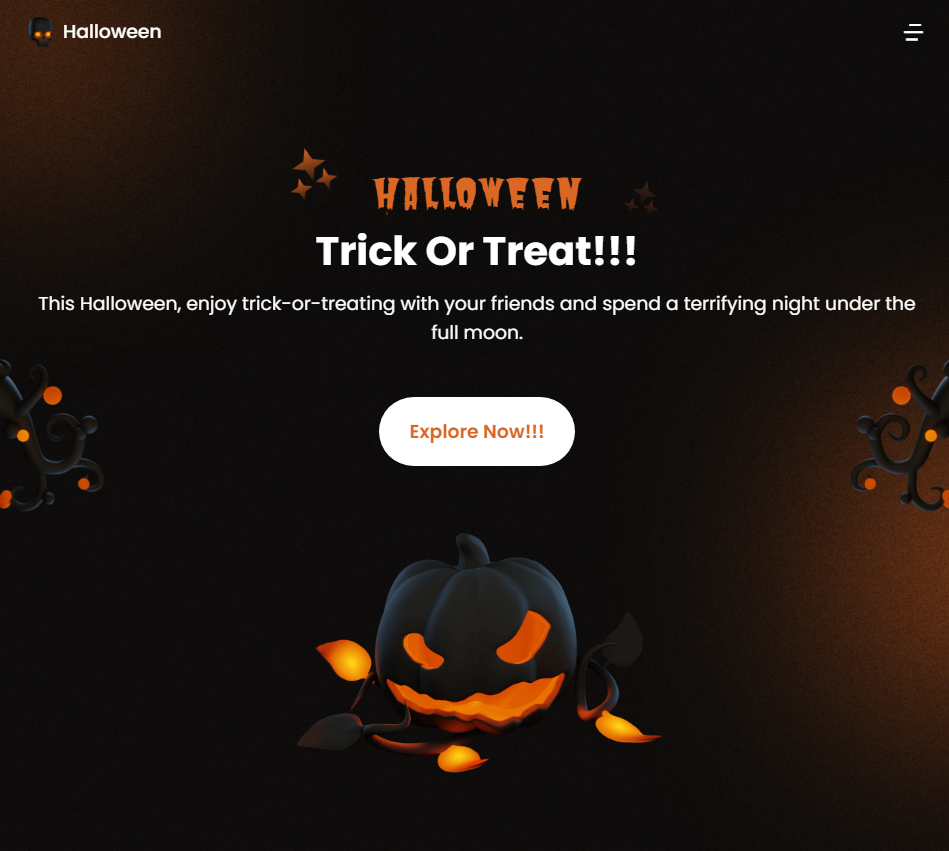 Halloween
HALLOWEEN
Trick Or Treat!!!
This Halloween, enjoy trick-or-treating with your friends and spend a terrifying night under the
full moon.
Explore Now!!!